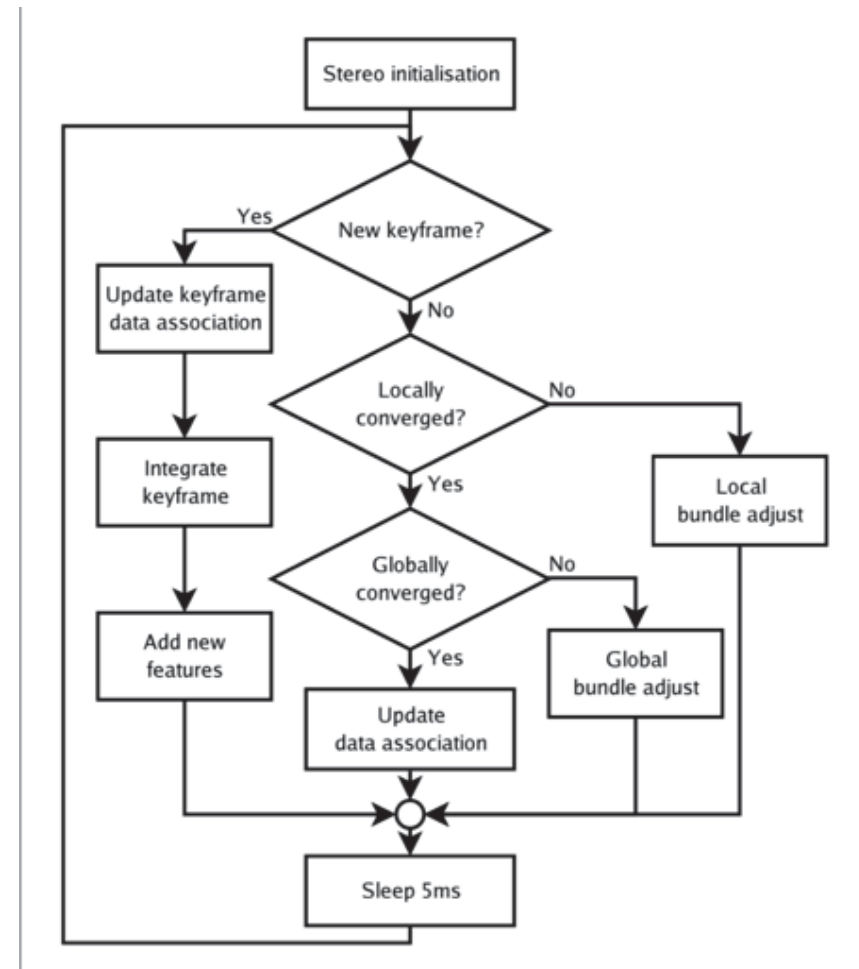 Stereo initialisation
New keyframe?
Yes
No
Update keyframe
data association
Locally
converged?
No
Yes
Integrate
keyframe
Local
bundle adjust
Globally
converged?
No
Yes
Add new
features
Global
bundle adjust
Update
data association
Sleep 5ms